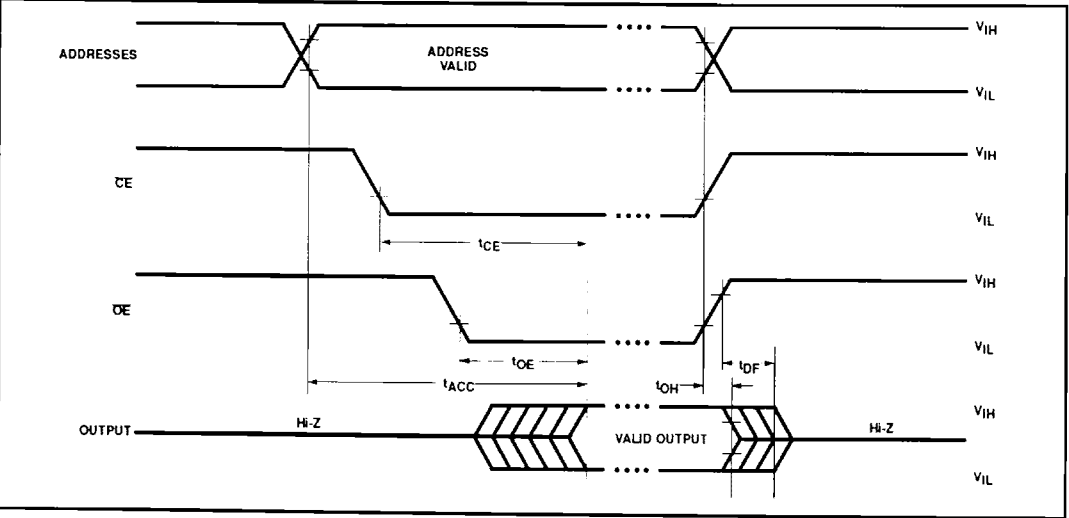 ADDRESSES
ADDRESS
VALID
VIH
VIL
CE
VIH
VIL
tCE
OE
VIH
VIL
tOE
tACC
tOH
tDF
OUTPUT
Hi-Z
VALID OUTPUT
Hi-Z
VIH
VIL